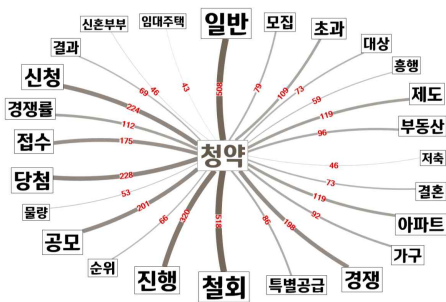 신혼부부
임대주택
일반
모집
초과
결과
대상
신청
흥행
경쟁률
제도
접수
부동산
청약
저축
당첨
결혼
물량
아파트
공모
가구
순위
진행
철회
특별공급
경쟁
46
43
508
79
109
73
69
59
224
119
112
96
175
46
228
73
53
119
201
92
66
320
518
86
198